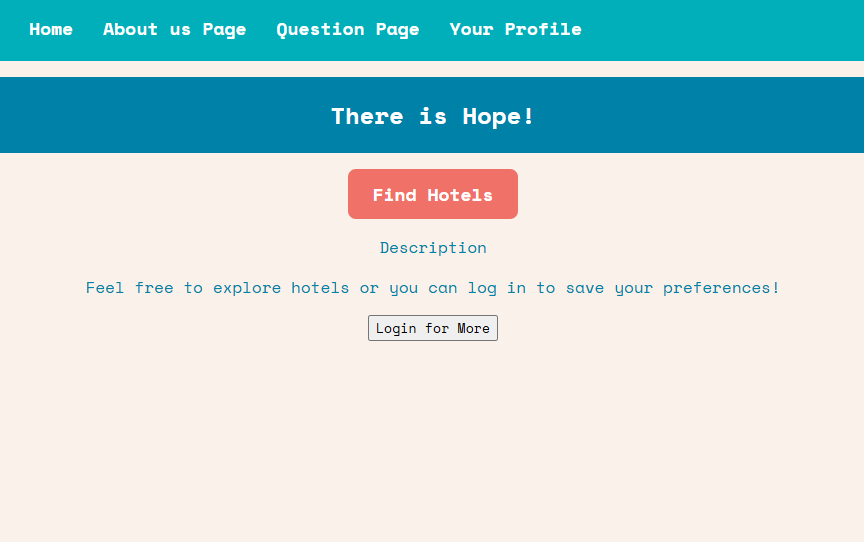 Home About us Page Question Page Your Profile
There is Hope!
Find Hotels
Description
Feel free to explore hotels or you can log in to save your preferences!
Login for More